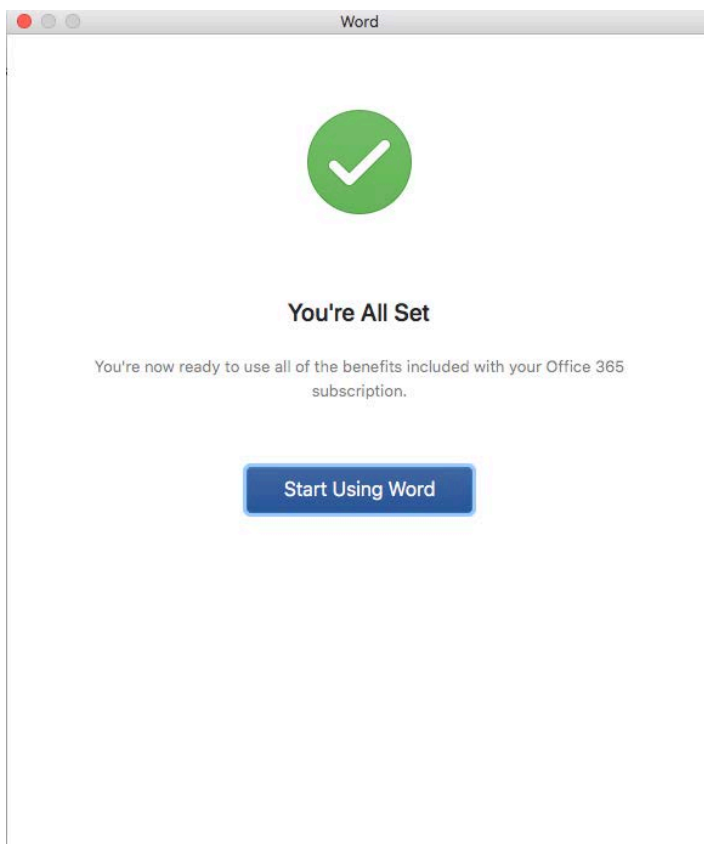 Word
You're All Set
You're now ready to use all of the benefits included with your Office 365
subscription.
Start Using Word